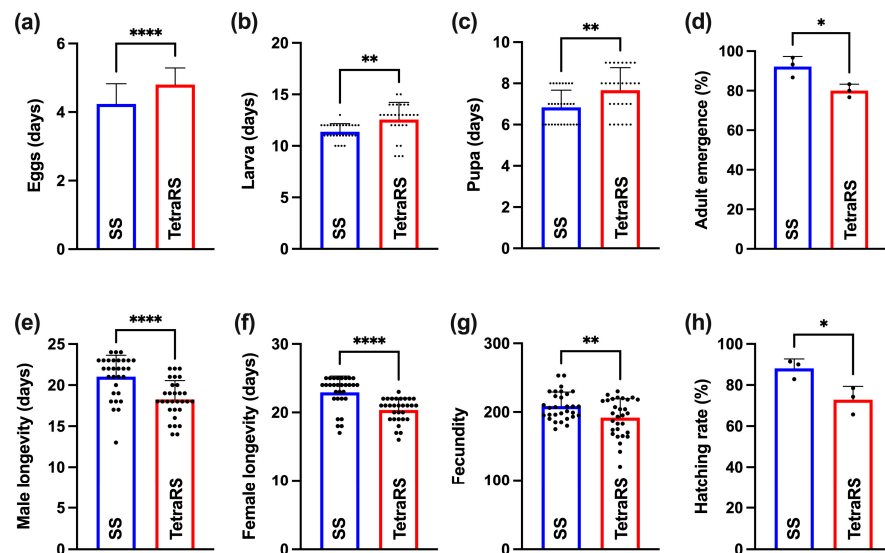 (a)
****
Eggs (days)
6
4
2
0
SS
TetraRS
(b)
**
Larva (days)
20
15
10
5
0
SS
TetraRS
(c)
**
Pupa (days)
10
8
6
4
2
0
SS
TetraRS
(d)
*
Adult emergence (%)
100
80
60
40
20
0
SS
TetraRS
(e)
****
Male longevity (days)
25
20
15
10
5
0
SS
TetraRS
(f)
****
Female longevity (days)
30
20
10
0
SS
TetraRS
(g)
**
Fecundity
300
200
100
0
SS
TetraRS
(h)
*
Hatching rate (%)
100
80
60
40
20
0
SS
TetraRS